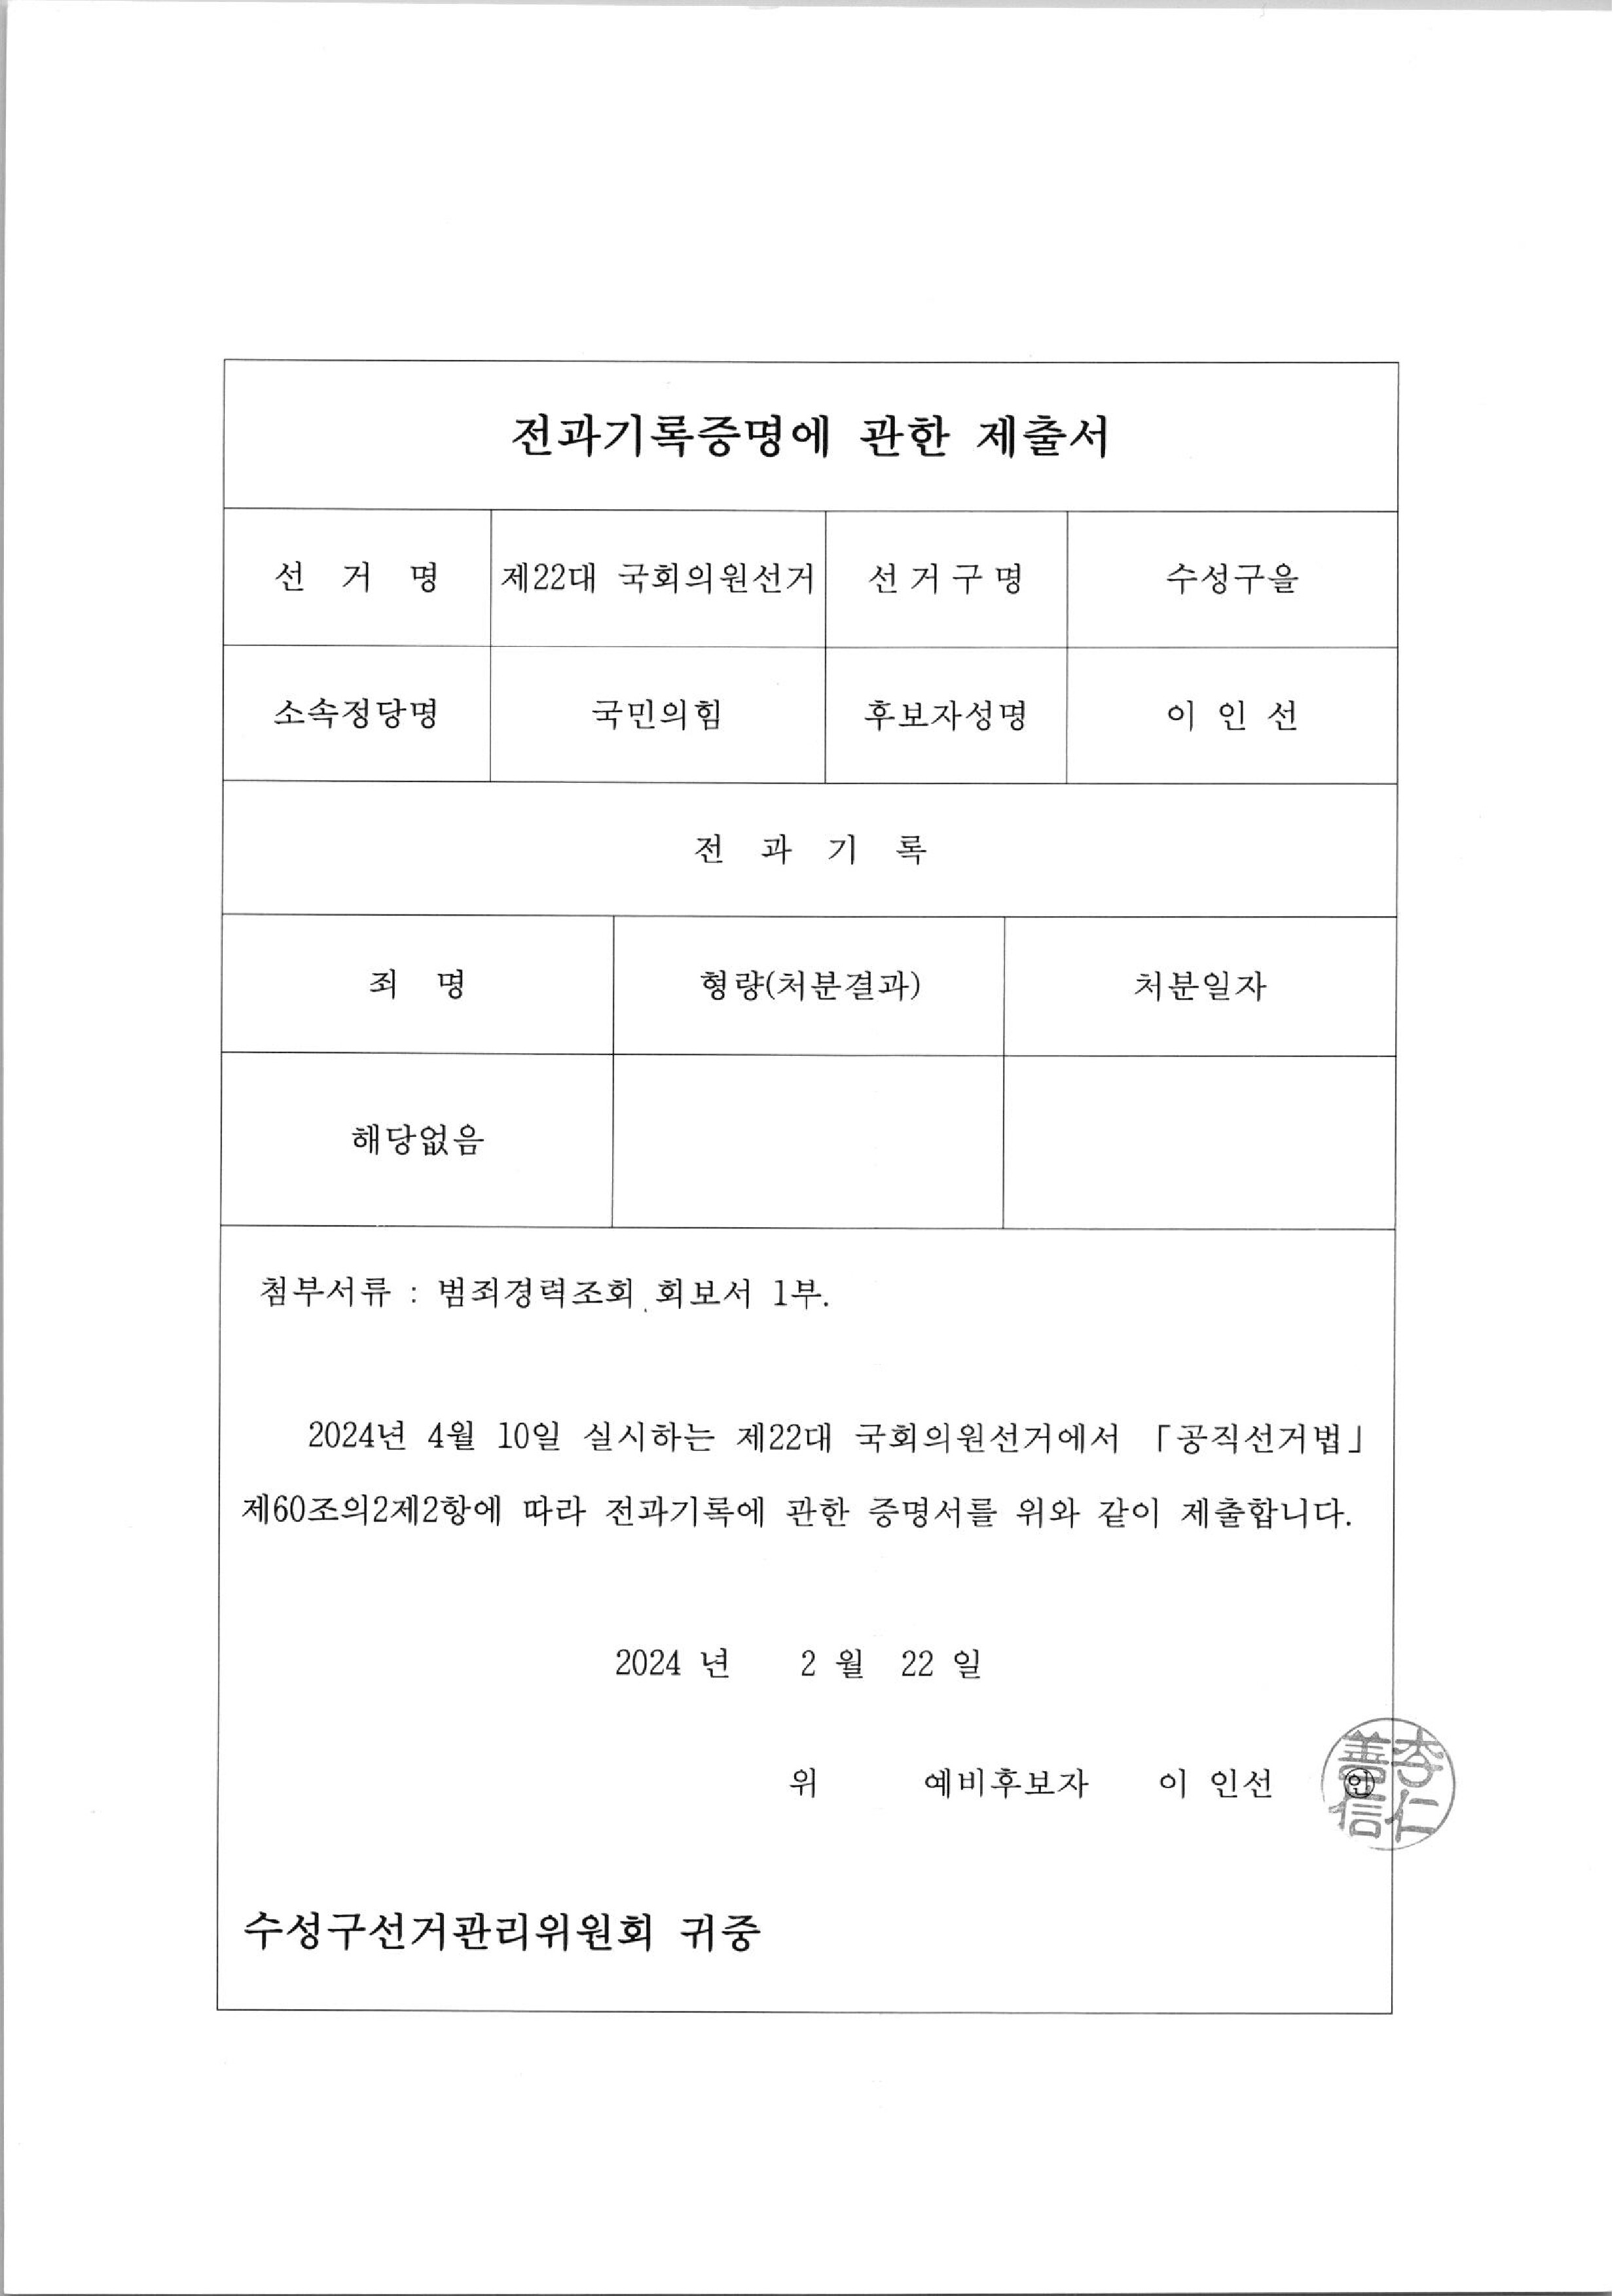 전과기록증명에 관한 제출서
선 거 명 제22대 국회의원선거 선거구명 수성구을
소속정당명 국민의힘 후보자성명 이 인 선
전 과 기 록
죄 명 형량(처분결과) 처분일자
해당없음
첨부서류 : 범죄경력조회 회보서 1부.
2024년 4월 10일 실시하는 제22대 국회의원선거에서 「공직선거법」
제60조의2제2항에 따라 전과기록에 관한 증명서를 위와 같이 제출합니다.
2024 년 2 월 22 일
위 예비후보자 이 인선 ㊞
李仁善信
수성구선거관리위원회 귀중